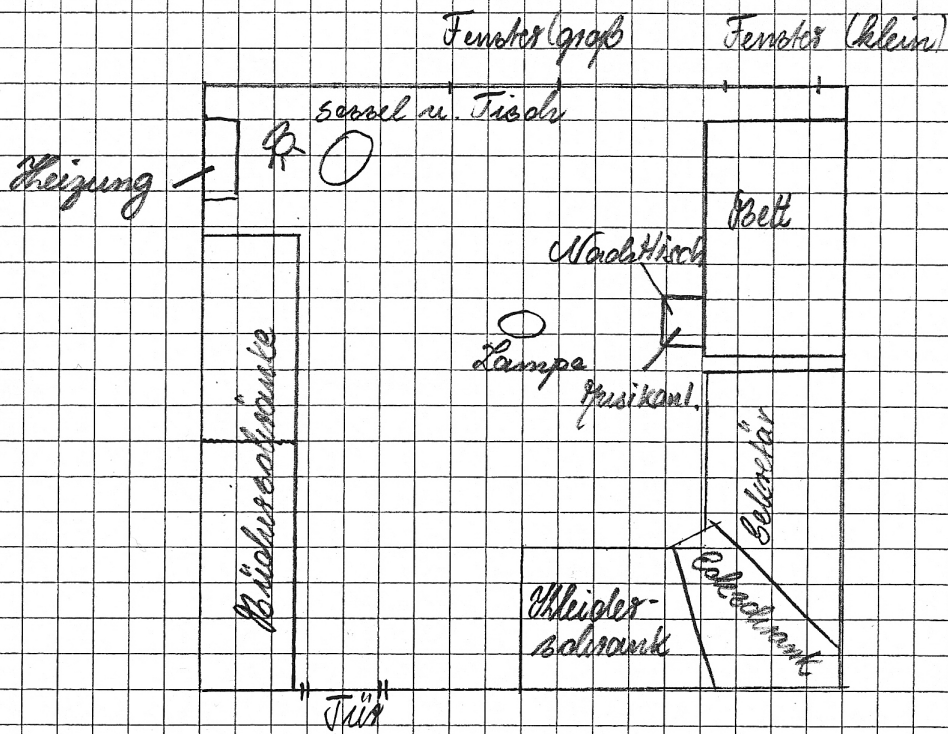 Fenster (groß
Fenster (klein)
Sessel u. Tisch
Heizung
Bett
Nachttisch
Lampe
Musikanl.
Bücherschränke
Sekretär
Eckschrank
Kleider-
schrank
Tür